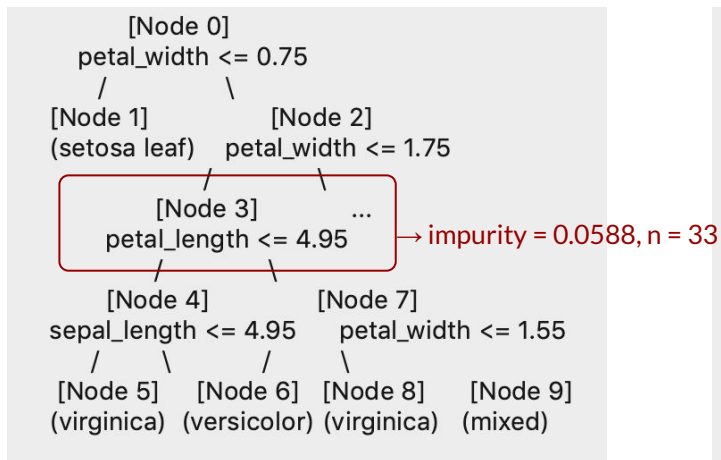 [Node 0]
petal_width <= 0.75
/ \
[Node 1] [Node 2]
(setosa leaf) petal_width <= 1.75
/ \
[Node 3] ...
petal_length <= 4.95
→ impurity = 0.0588, n = 33
/ \
[Node 4] [Node 7]
sepal_length <= 4.95 petal_width <= 1.55
/ \ / \
[Node 5] [Node 6] [Node 8] [Node 9]
(virginica) (versicolor) (virginica) (mixed)